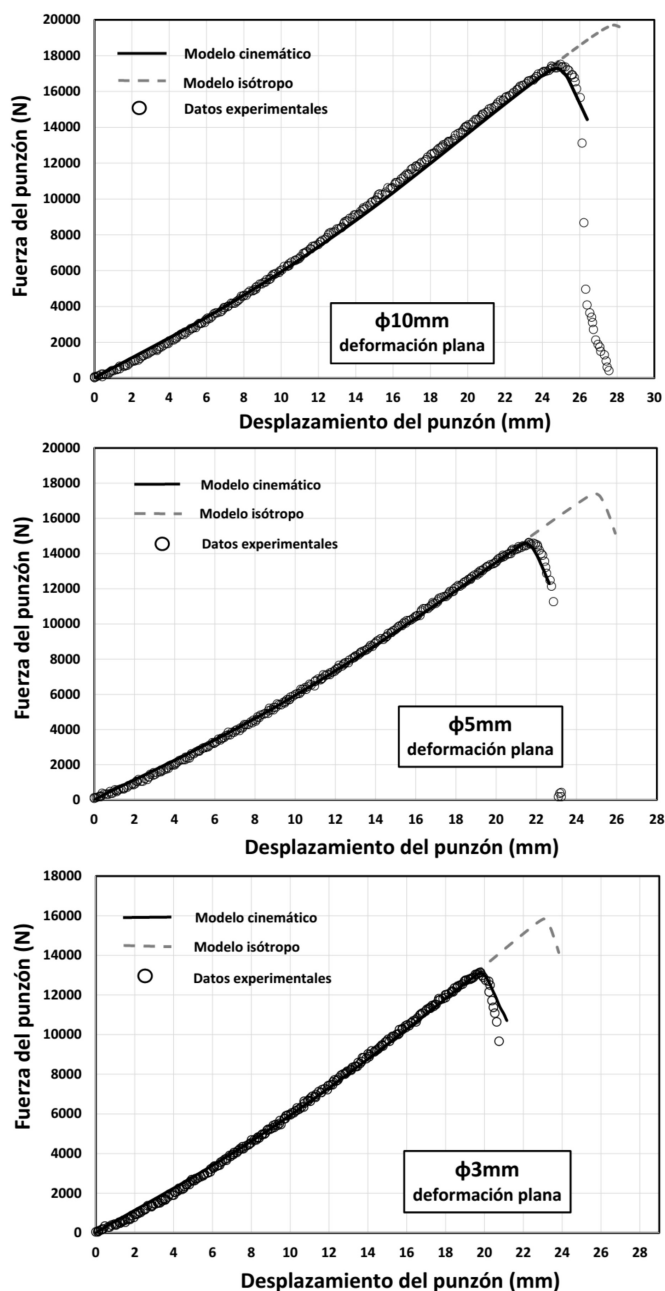 20000
18000
16000
14000
12000
10000
8000
6000
4000
2000
0
Fuerza del punzón (N)
Modelo cinemático
Modelo isótropo
Datos experimentales
ф10mm
deformación plana
0 2 4 6 8 10 12 14 16 18 20 22 24 26 28 30
Desplazamiento del punzón (mm)
20000
18000
16000
14000
12000
10000
8000
6000
4000
2000
0
Fuerza del punzón (N)
Modelo cinemático
Modelo isótropo
Datos experimentales
ф5mm
deformación plana
0 2 4 6 8 10 12 14 16 18 20 22 24 26 28
Desplazamiento del punzón (mm)
18000
16000
14000
12000
10000
8000
6000
4000
2000
0
Fuerza del punzón (N)
Modelo cinemático
Modelo isótropo
Datos experimentales
ф3mm
deformación plana
0 2 4 6 8 10 12 14 16 18 20 22 24 26 28
Desplazamiento del punzón (mm)